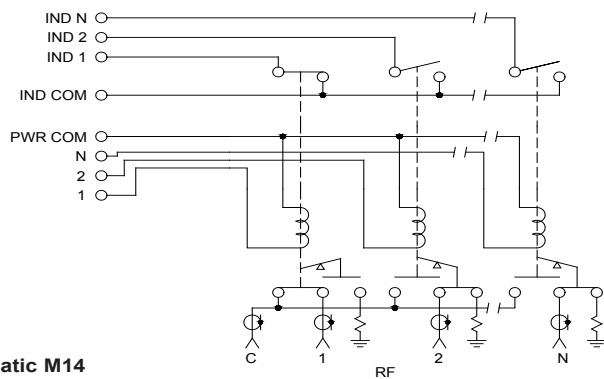 IND N
IND 2
IND 1
IND COM
PWR COM
N
2
1
C 1 2 N
RF
atic M14